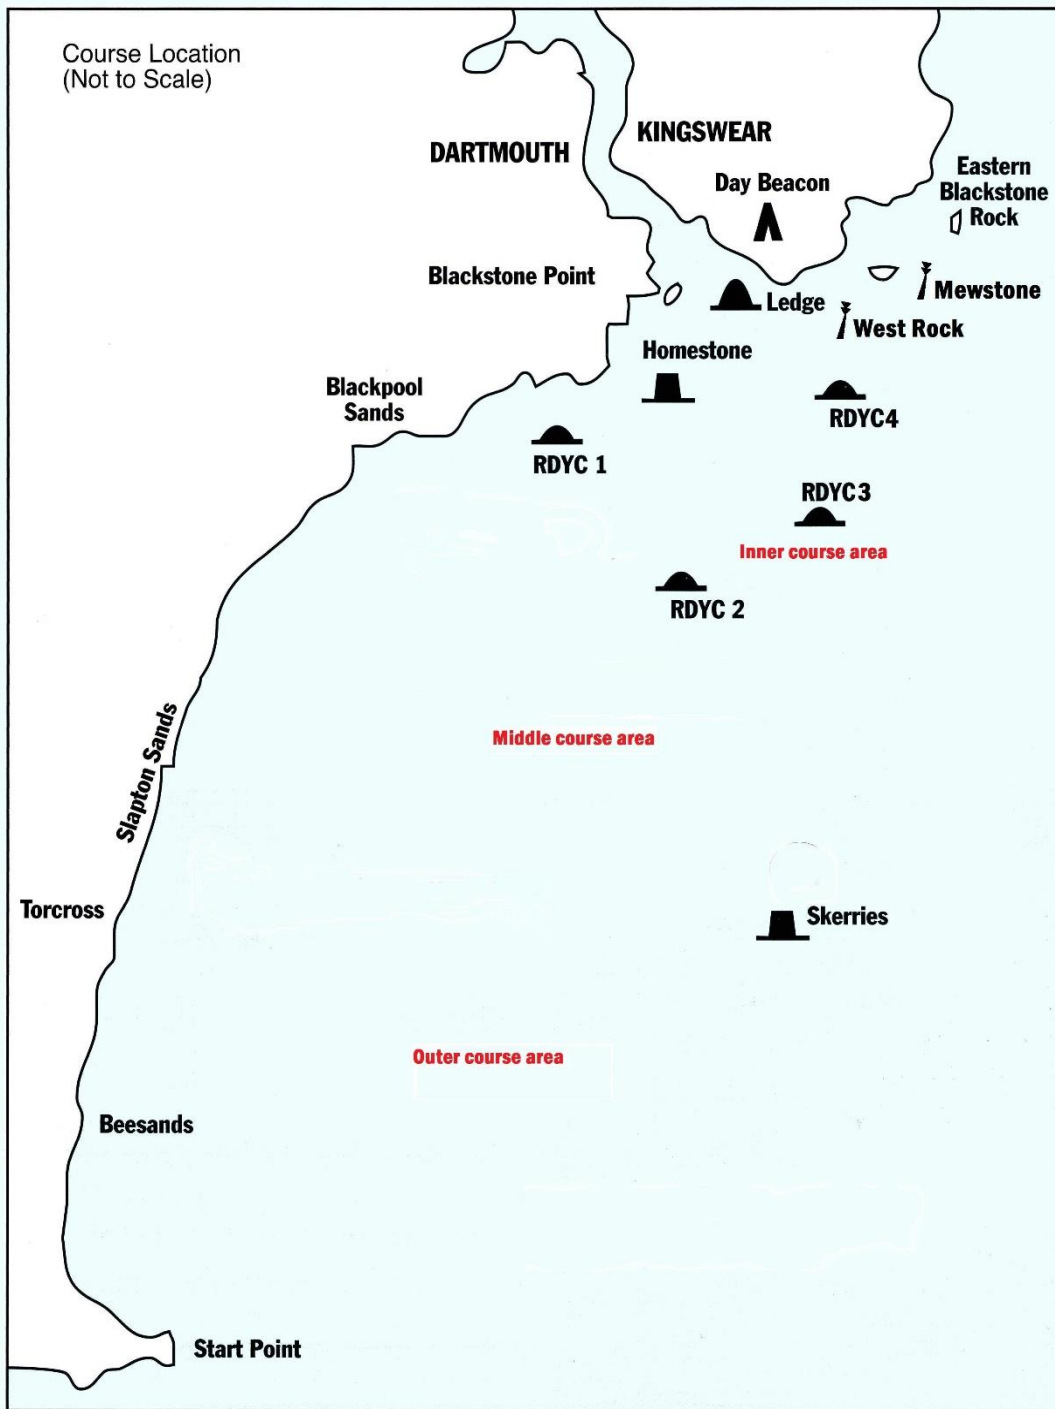 Course Location
(Not to Scale)
KINGSWEAR
DARTMOUTH
Day Beacon
Eastern
Blackstone
Rock
Blackstone Point
Mewstone
Ledge
West Rock
Homestone
Blackpool
Sands
RDYC4
RDYC 1
RDYC3
Inner course area
RDYC 2
Slapton Sands
Middle course area
Torcross
Skerries
Outer course area
Beesands
Start Point